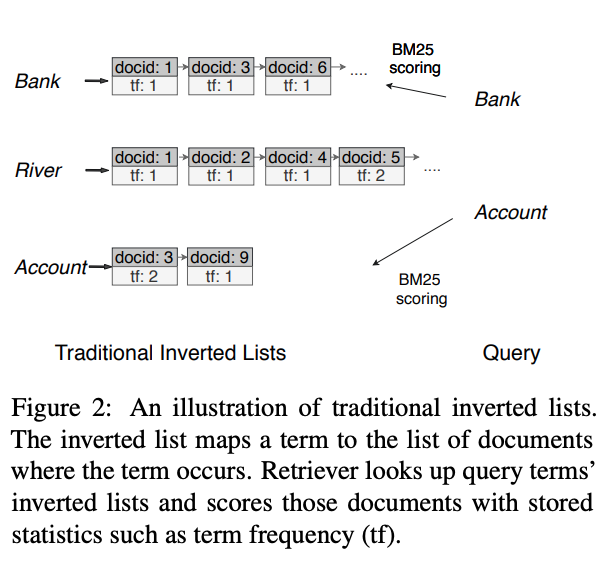 BM25
scoring
Bank docid: 1 docid: 3 docid: 6 ....
tf: 1 tf: 1 tf: 1
Bank
River docid: 1 docid: 2 docid: 4 docid: 5 ....
tf: 1 tf: 1 tf: 1 tf: 2
Account
Account docid: 3 docid: 9
tf: 2 tf: 1
BM25
scoring
Traditional Inverted Lists Query
Figure 2: An illustration of traditional inverted lists.
The inverted list maps a term to the list of documents
where the term occurs. Retriever looks up query terms’
inverted lists and scores those documents with stored
statistics such as term frequency (tf).